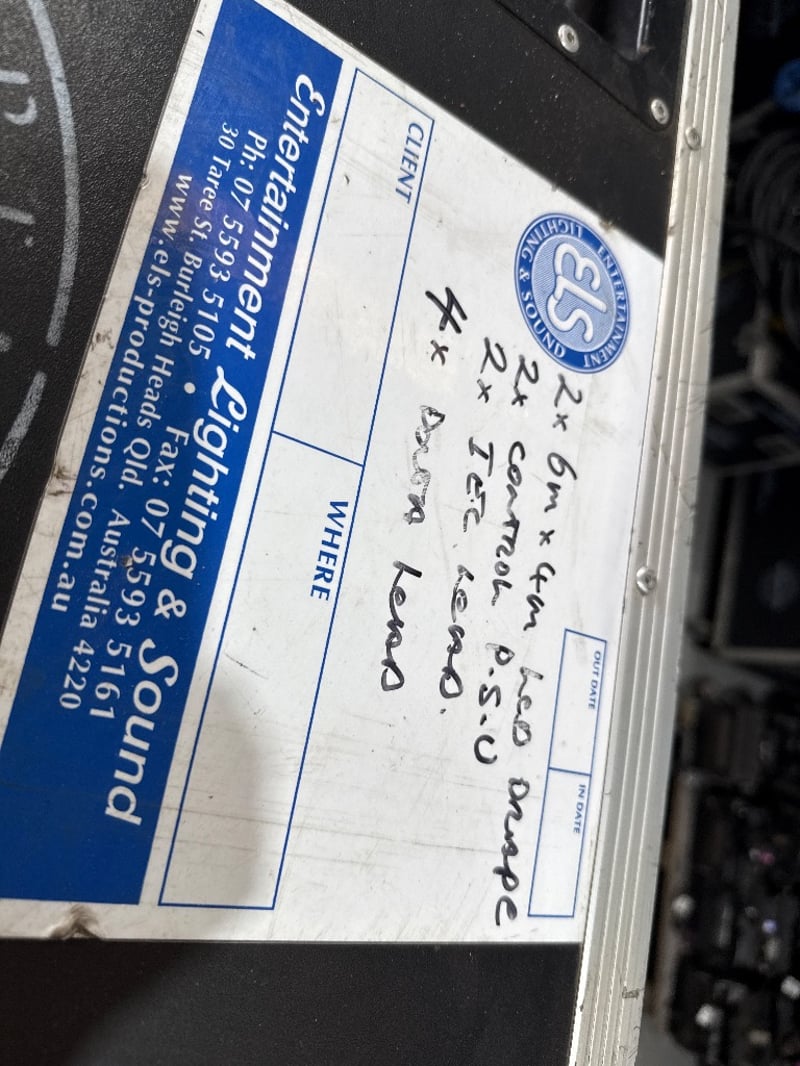 ENTERTAINMENT
LIGHTING & SOUND
ELS
OUT DATE
IN DATE
2x 6m x 4m LED DRAPE
2x CONTROL P.S.U
2x IEC LEADS.
4x DATA LEADS
CLIENT
WHERE
Entertainment Lighting & Sound
Ph: 07 5593 5105 • Fax: 07 5593 5161
30 Taree St. Burleigh Heads Qld. Australia 4220
www.els-productions.com.au